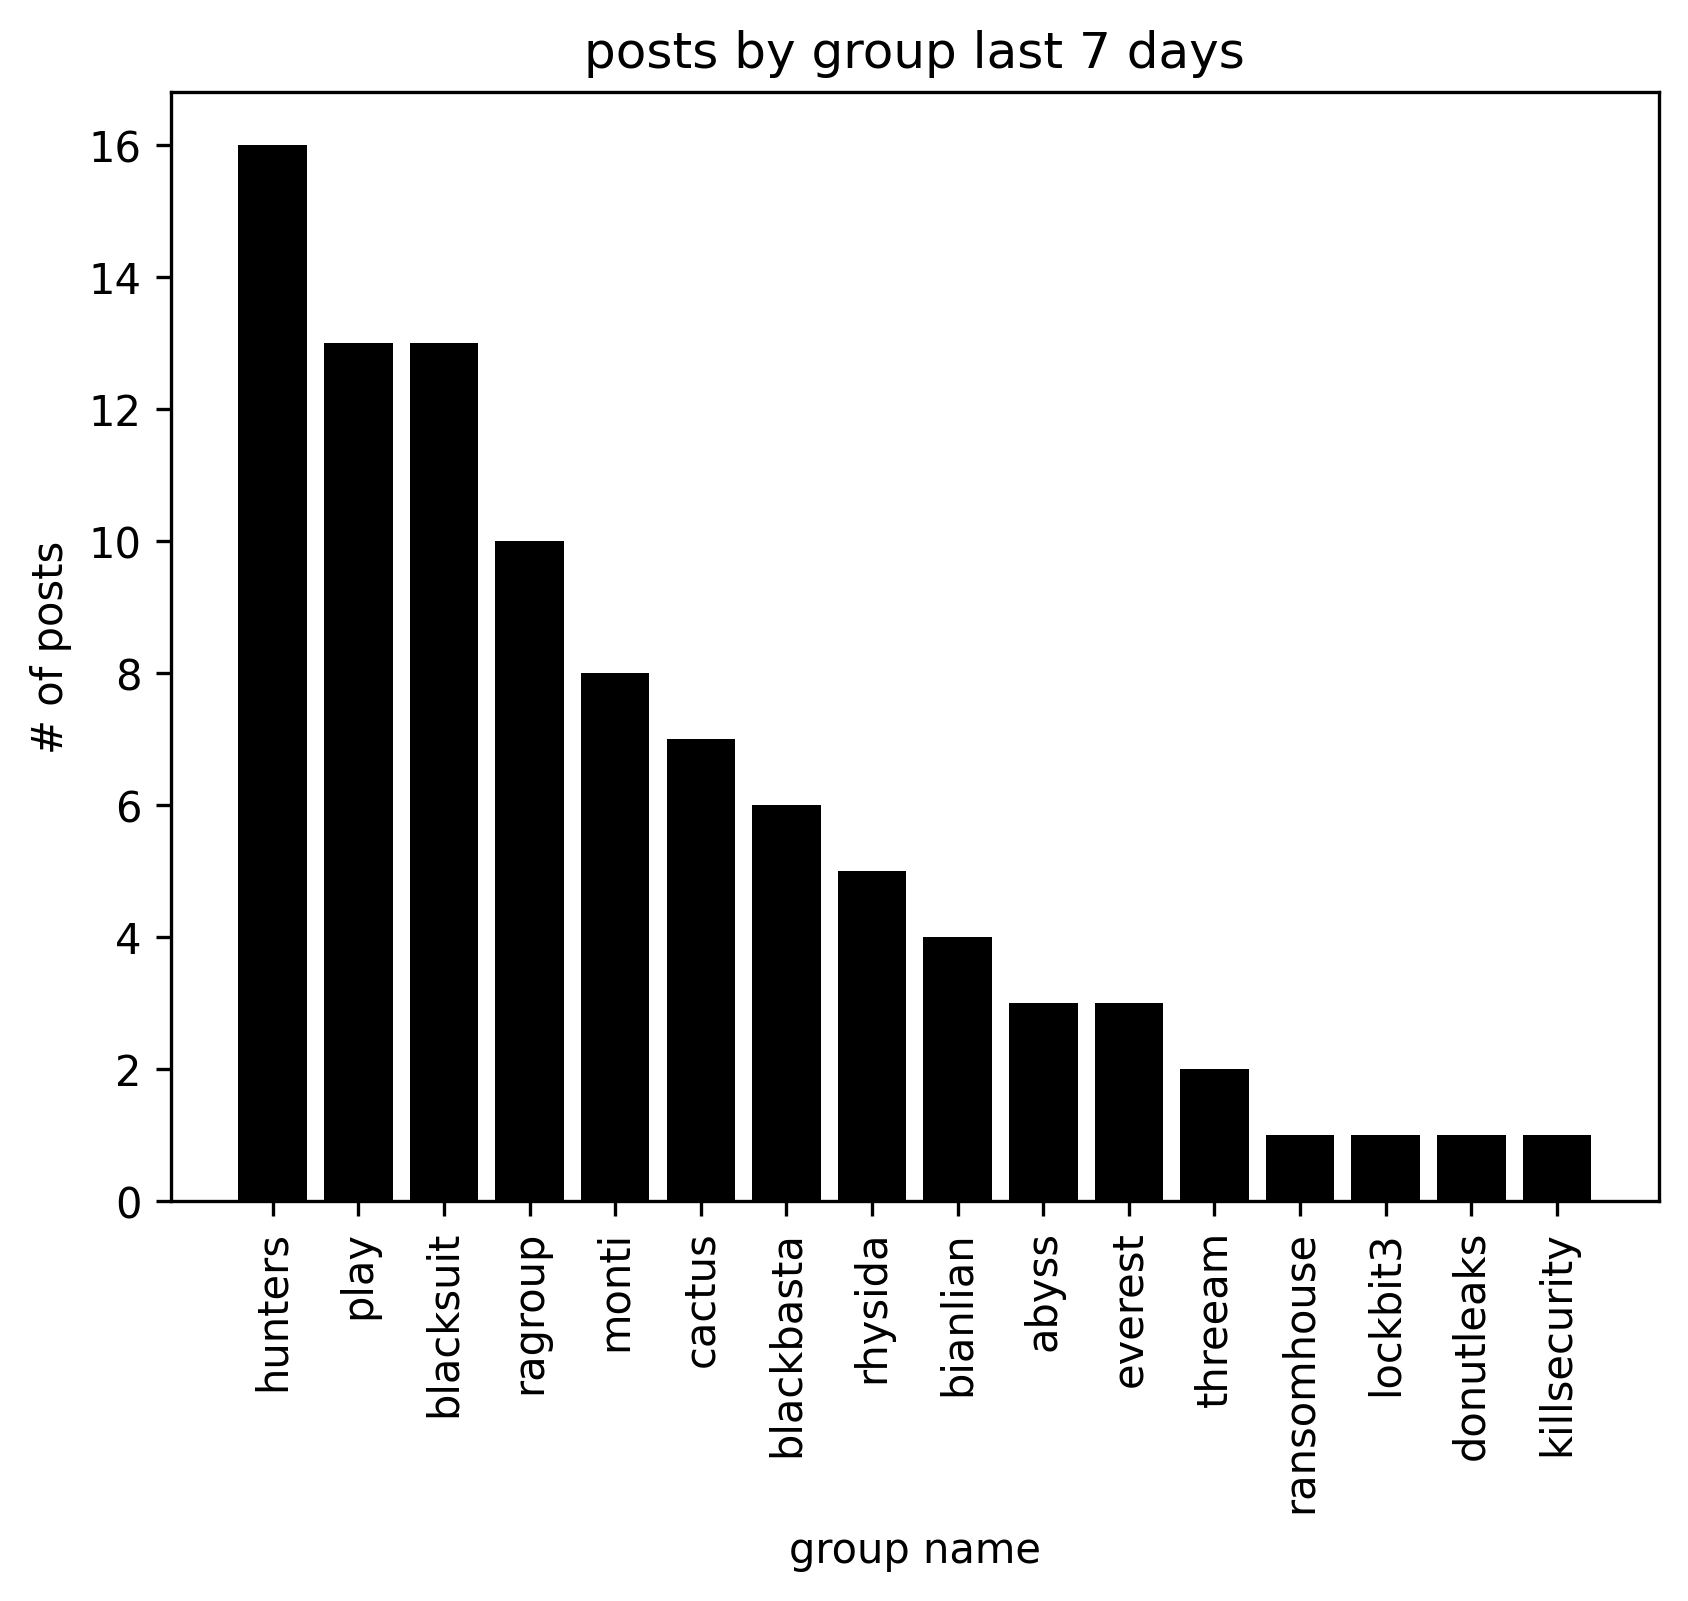 posts by group last 7 days
16
14
12
10
8
6
4
2
0
# of posts
hunters
play
blacksuit
ragroup
monti
cactus
blackbasta
rhysida
bianlian
abyss
everest
threeam
ransomhouse
lockbit3
donutleaks
killsecurity
group name